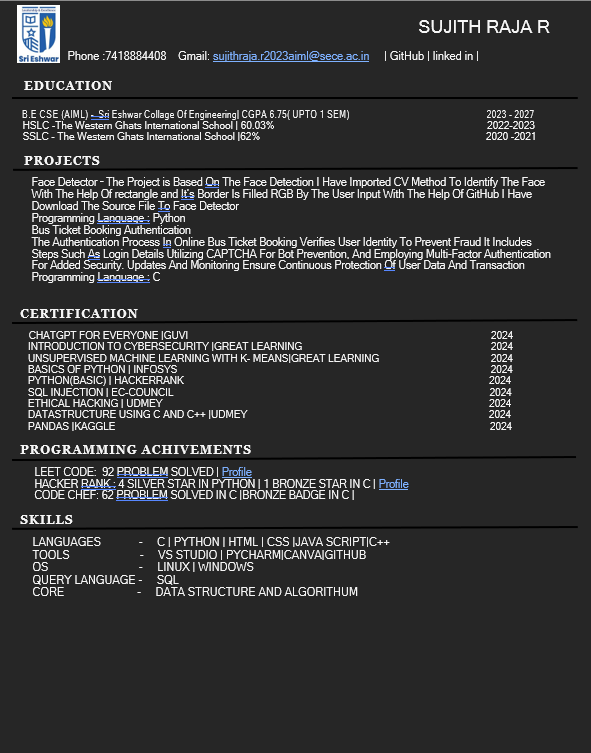 Sri Eshwar
SUJITH RAJA R
Phone :7418884408 Gmail: sujithraja.r2023aiml@sece.ac.in | GitHub | linked in |
EDUCATION
B.E CSE (AIML) - Sri Eshwar Collage Of Engineering| CGPA 6.75( UPTO 1 SEM) 2023 - 2027
HSLC -The Western Ghats International School | 60.03% 2022-2023
SSLC - The Western Ghats International School |62% 2020 -2021
PROJECTS
Face Detector - The Project is Based On The Face Detection I Have Imported CV Method To Identify The Face
With The Help Of rectangle and It's Border Is Filled RGB By The User Input With The Help Of GitHub I Have
Download The Source File To Face Detector
Programming Language : Python
Bus Ticket Booking Authentication
The Authentication Process In Online Bus Ticket Booking Verifies User Identity To Prevent Fraud It Includes
Steps Such As Login Details Utilizing CAPTCHA For Bot Prevention, And Employing Multi-Factor Authentication
For Added Security. Updates And Monitoring Ensure Continuous Protection Of User Data And Transaction
Programming Language : C
CERTIFICATION
CHATGPT FOR EVERYONE |GUVI 2024
INTRODUCTION TO CYBERSECURITY |GREAT LEARNING 2024
UNSUPERVISED MACHINE LEARNING WITH K- MEANS|GREAT LEARNING 2024
BASICS OF PYTHON | INFOSYS 2024
PYTHON(BASIC) | HACKERRANK 2024
SQL INJECTION | EC-COUNCIL 2024
ETHICAL HACKING | UDMEY 2024
DATASTRUCTURE USING C AND C++ |UDMEY 2024
PANDAS |KAGGLE 2024
PROGRAMMING ACHIVEMENTS
LEET CODE: 92 PROBLEM SOLVED | Profile
HACKER RANK : 4 SILVER STAR IN PYTHON | 1 BRONZE STAR IN C | Profile
CODE CHEF: 62 PROBLEM SOLVED IN C |BRONZE BADGE IN C |
SKILLS
LANGUAGES - C | PYTHON | HTML | CSS |JAVA SCRIPT|C++
TOOLS - VS STUDIO | PYCHARM|CANVA|GITHUB
OS - LINUX | WINDOWS
QUERY LANGUAGE - SQL
CORE - DATA STRUCTURE AND ALGORITHUM